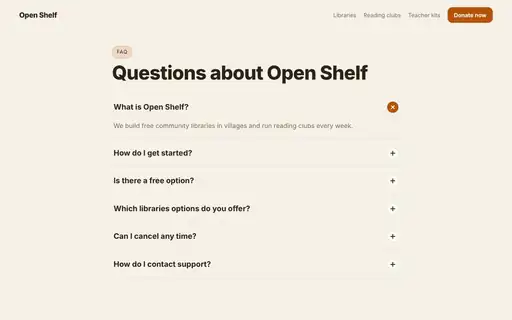 Open Shelf
Libraries
Reading clubs
Teacher kits
Donate now
FAQ
Questions about Open Shelf
What is Open Shelf?
We build free community libraries in villages and run reading clubs every week.
How do I get started?
Is there a free option?
Which libraries options do you offer?
Can I cancel any time?
How do I contact support?